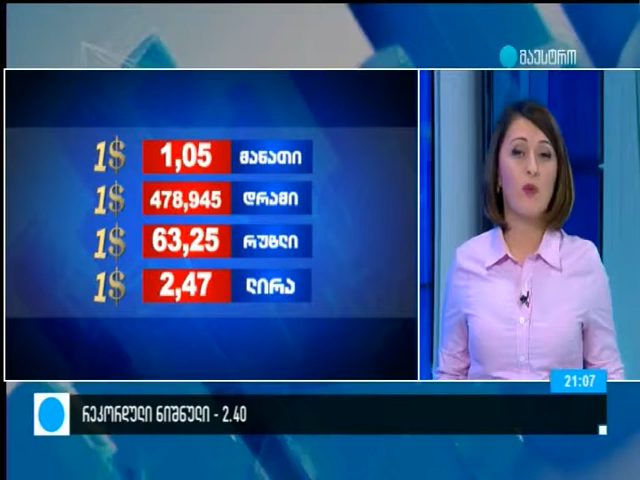 მაესტრო
1$ 1,05 მანათი
1$ 478,945 დრამი
1$ 63,25 რუბლი
1$ 2,47 ლირა
21:07
რეკორდული ნიშნული - 2.40